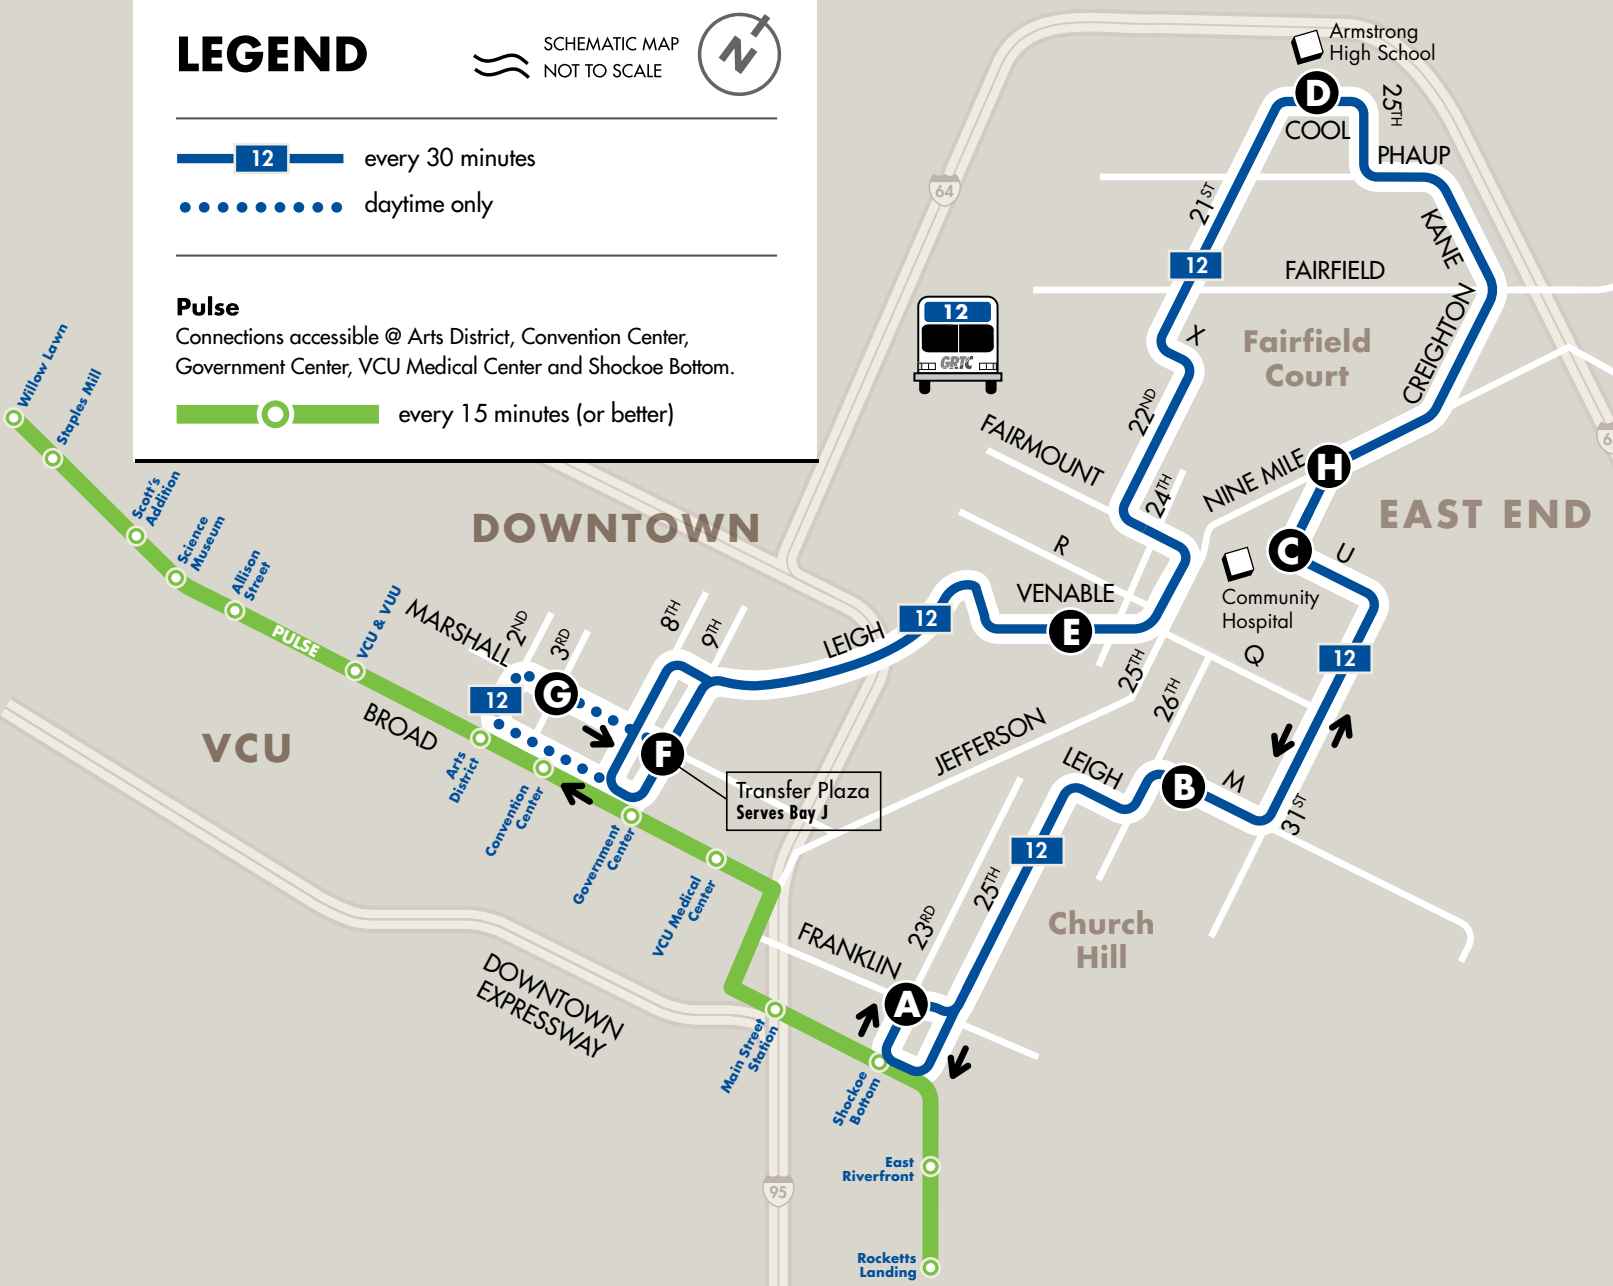 LEGEND
SCHEMATIC MAP
NOT TO SCALE
N
12
every 30 minutes
daytime only
Pulse
Connections accessible @ Arts District, Convention Center,
Government Center, VCU Medical Center and Shockoe Bottom.
every 15 minutes (or better)
Armstrong
High School
D
COOL
25TH
PHAUP
64
21ST
KANE
12
FAIRFIELD
12
GRTC
X
Fairfield
Court
CREIGHTON
22ND
FAIRMOUNT
6
24TH
NINE MILE
H
EAST END
DOWNTOWN
R
C
U
VENABLE
Community
Hospital
E
12
LEIGH
Q
12
25TH
26TH
JEFFERSON
LEIGH
B
M
31ST
12
25TH
23RD
Church
Hill
FRANKLIN
A
Willow Lawn
Staples Mill
Scott's
Addition
Science
Museum
Allison
Street
PULSE
VCU & VUU
MARSHALL
2ND
3RD
8TH
9TH
G
12
F
BROAD
VCU
Transfer Plaza
Serves Bay J
Arts
District
Convention
Center
Government
Center
VCU Medical
Center
DOWNTOWN
EXPRESSWAY
Main Street
Station
Shockoe
Bottom
East
Riverfront
95
Rocketts
Landing